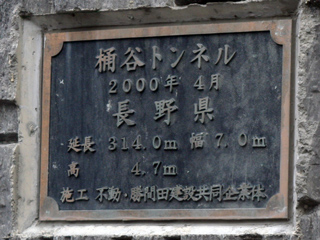 桶谷トンネル
2000年 4月
長野県
延長 314.0m 幅 7.0m
高 4.7m
施工 不動・勝間田建設共同企業体